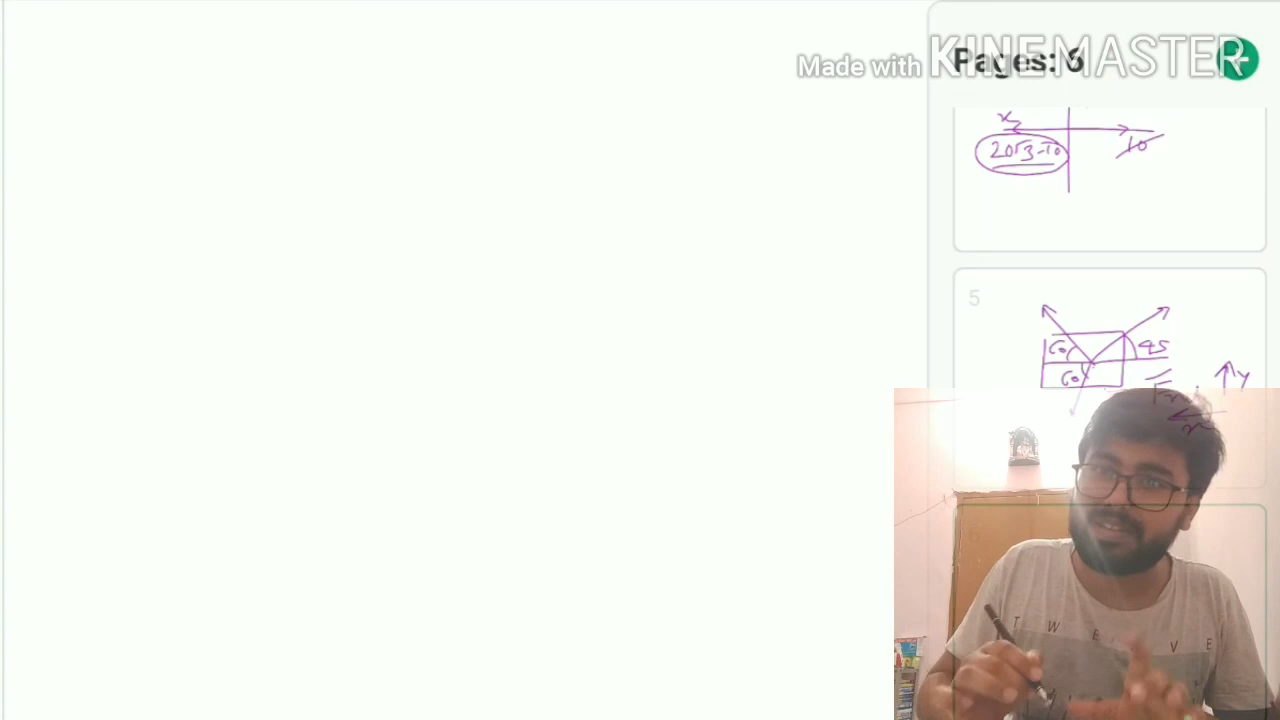 Made with KINEMASTER
Pages: 6
x
20√3-10
10
5
60
45
60
y
x
T W E V E